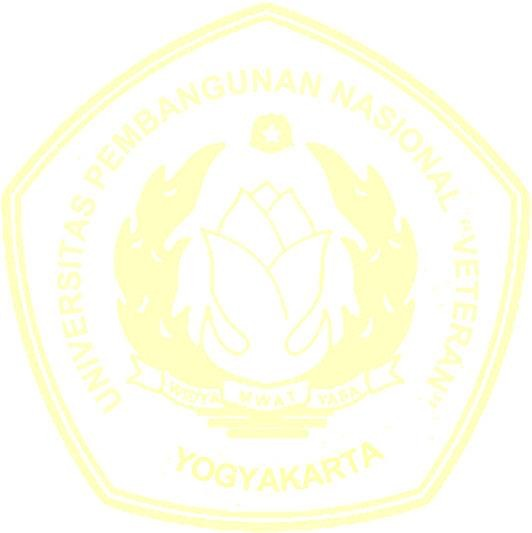 UNIVERSITAS PEMBANGUNAN NASIONAL "VETERAN"
WIDYA MWAT YASA
YOGYAKARTA